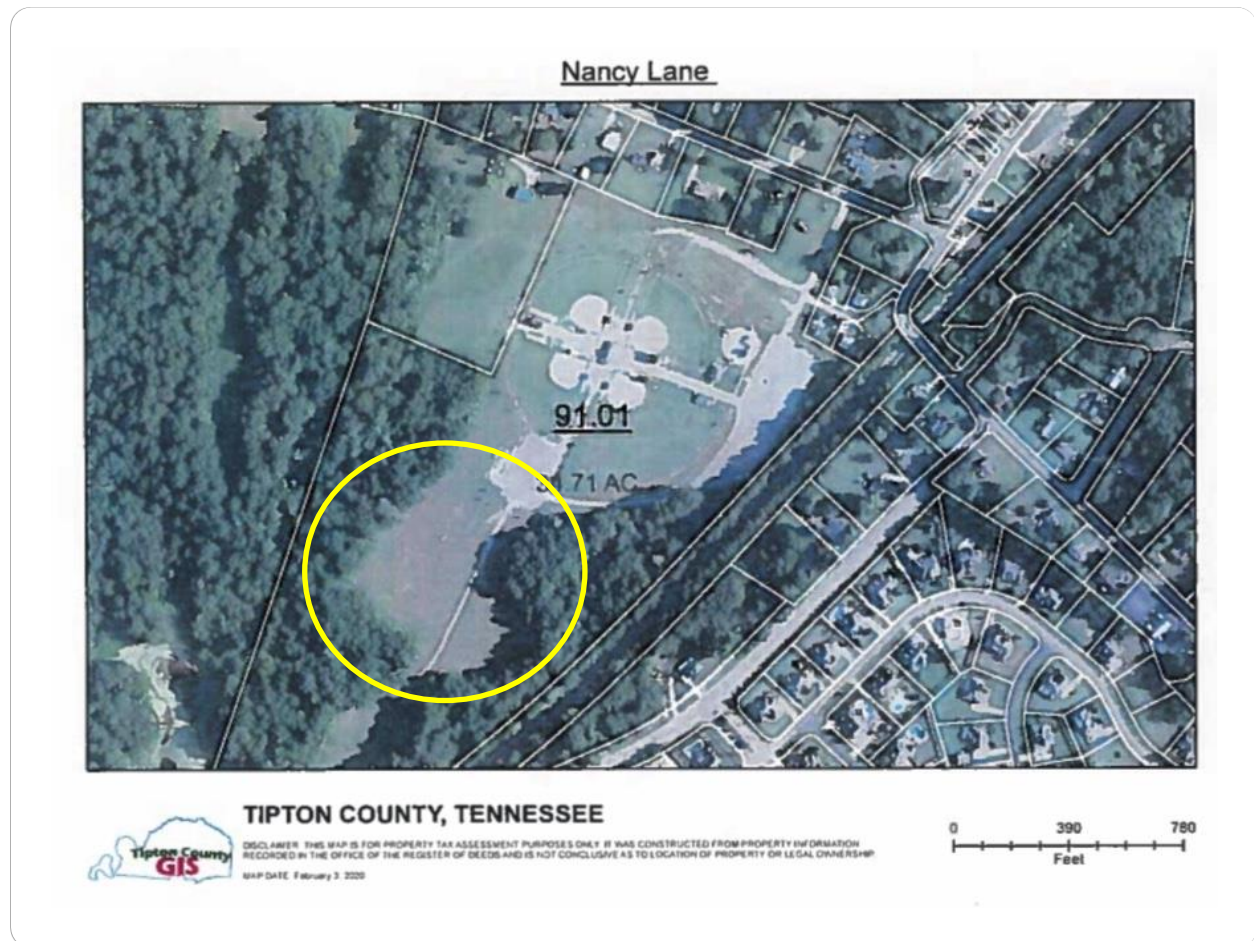 Nancy Lane
91.01
71 AC
TIPTON COUNTY, TENNESSEE
DISCLAIMER: THIS MAP IS FOR PROPERTY TAX ASSESSMENT PURPOSES ONLY. IT WAS CONSTRUCTED FROM PROPERTY INFORMATION
RECORDED IN THE OFFICE OF THE REGISTER OF DEEDS AND IS NOT CONCLUSIVE AS TO LOCATION OF PROPERTY OR LEGAL OWNERSHIP.
MAP DATE: February 3, 2020
Tipton County
GIS
0 390 780
Feet